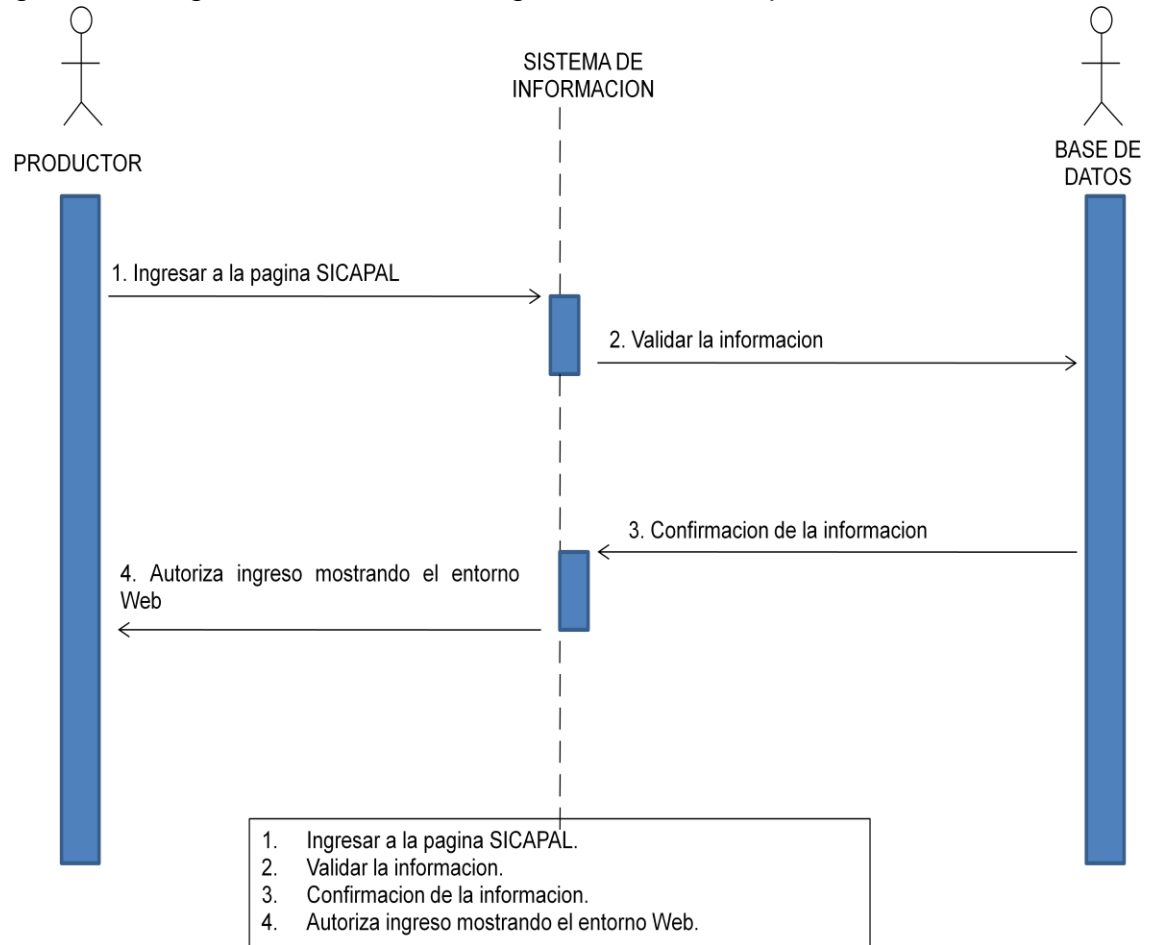 SISTEMA DE
INFORMACION
PRODUCTOR
BASE DE
DATOS
1. Ingresar a la pagina SICAPAL
2. Validar la informacion
3. Confirmacion de la informacion
4. Autoriza ingreso mostrando el entorno
Web
1. Ingresar a la pagina SICAPAL.
2. Validar la informacion.
3. Confirmacion de la informacion.
4. Autoriza ingreso mostrando el entorno Web.